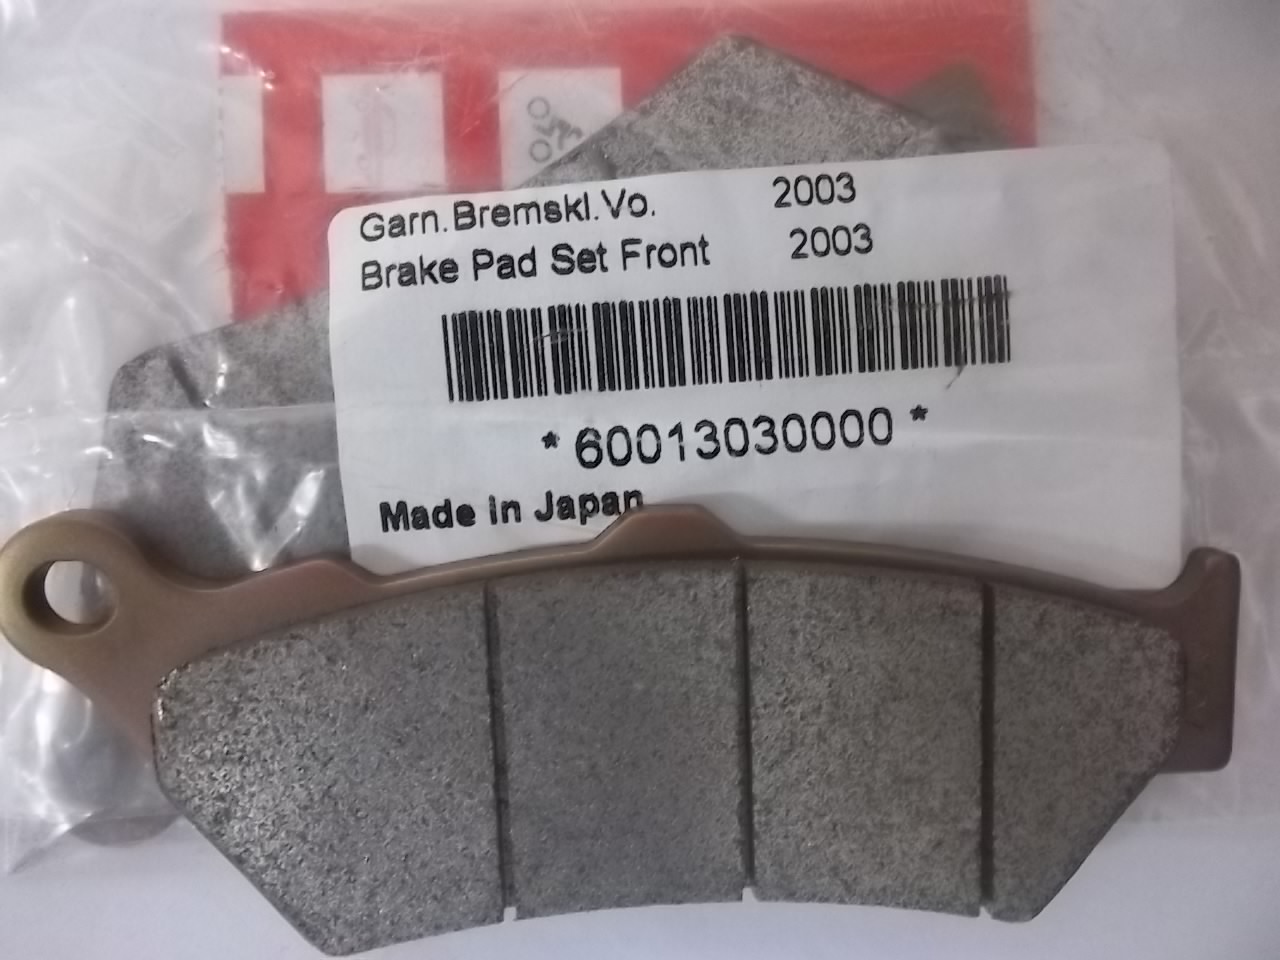 Garn.Bremskl.Vo. 2003
Brake Pad Set Front 2003
*60013030000*
Made in Japan